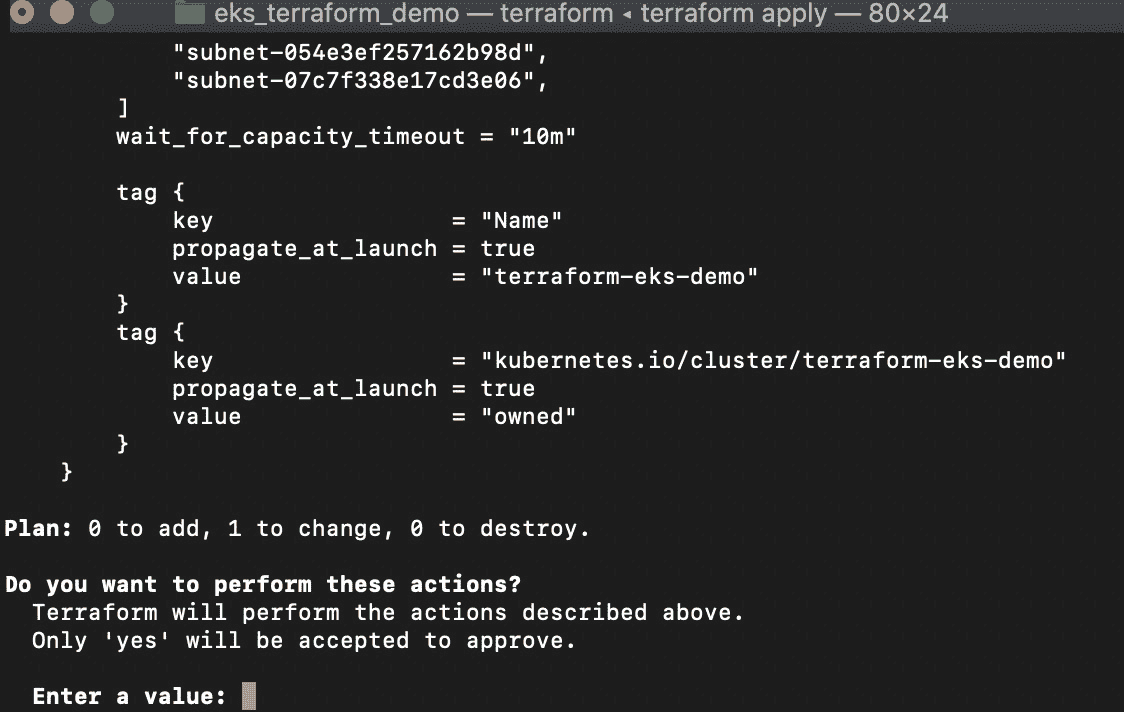 eks_terraform_demo — terraform ◂ terraform apply — 80×24
"subnet-054e3ef257162b98d",
"subnet-07c7f338e17cd3e06",
]
wait_for_capacity_timeout = "10m"
tag {
key = "Name"
propagate_at_launch = true
value = "terraform-eks-demo"
}
tag {
key = "kubernetes.io/cluster/terraform-eks-demo"
propagate_at_launch = true
value = "owned"
}
}
Plan: 0 to add, 1 to change, 0 to destroy.
Do you want to perform these actions?
Terraform will perform the actions described above.
Only 'yes' will be accepted to approve.
Enter a value: